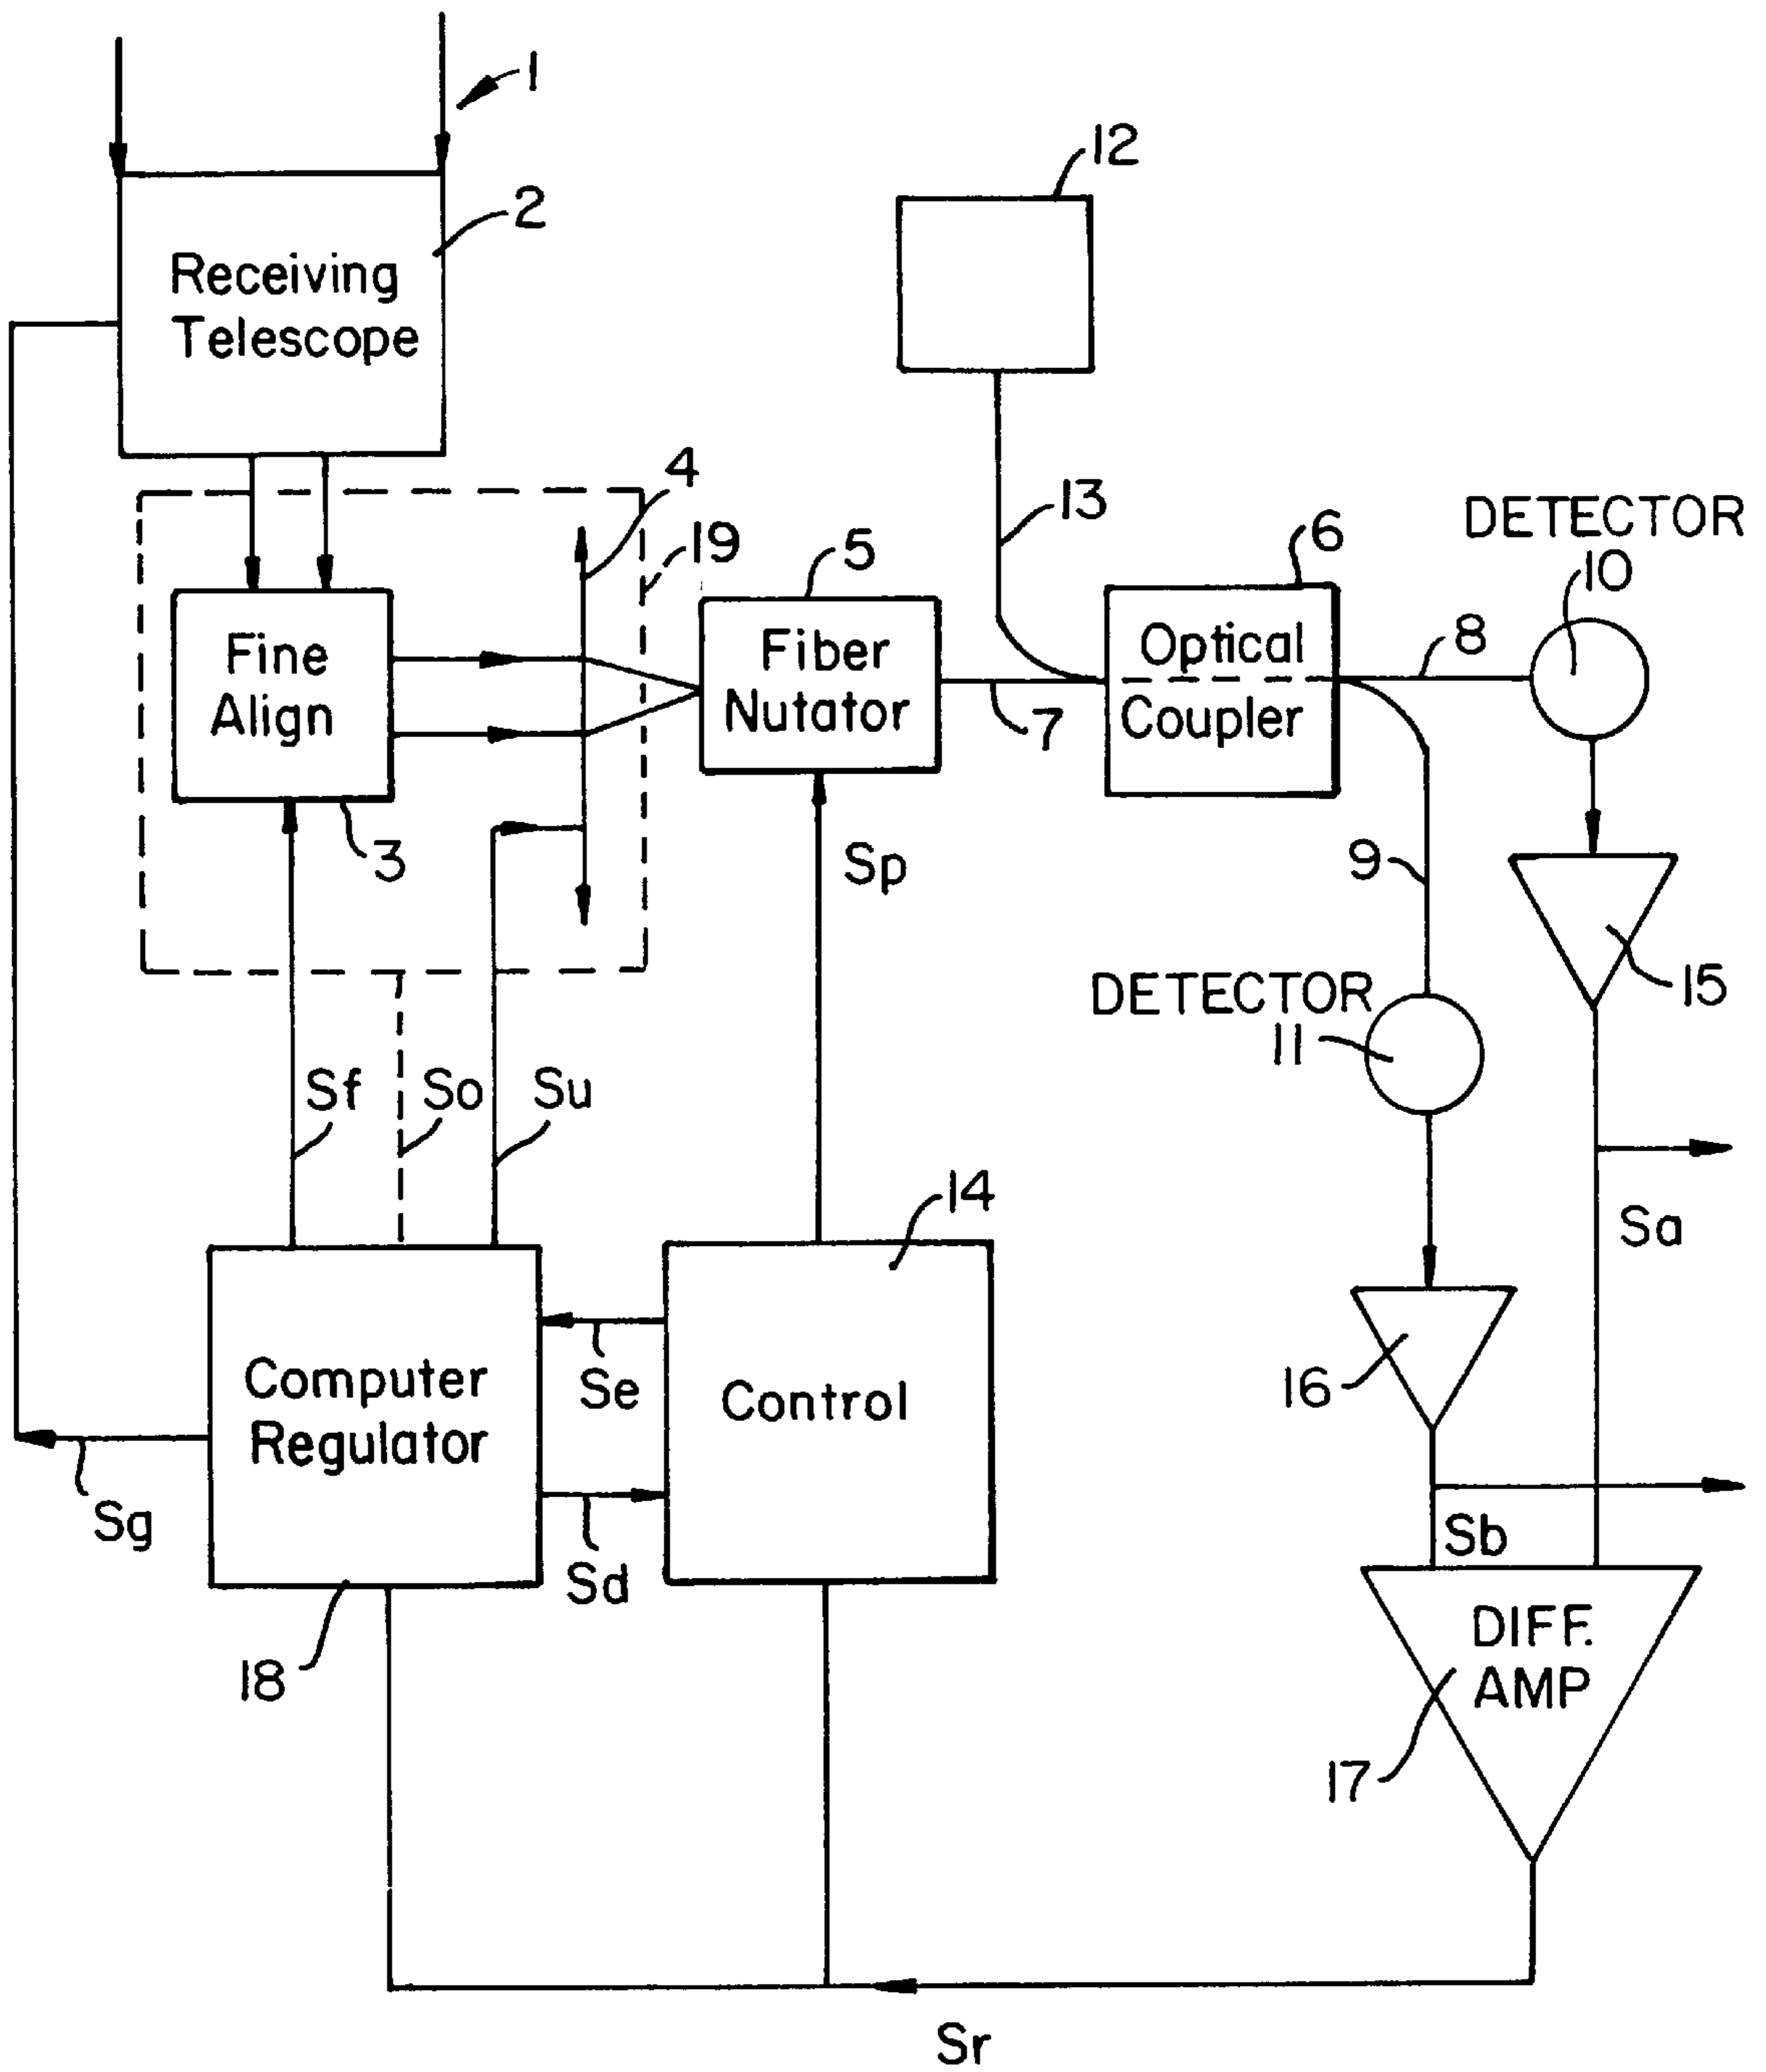 1
12
2
Receiving
Telescope
4
13
DETECTOR
19
5
6
10
Fine
Align
Fiber
Nutator
Optical
Coupler
8
7
3
Sp
9
DETECTOR
11
15
Sf
So
Su
14
Sa
Se
16
Computer
Regulator
Control
Sg
Sd
Sb
18
DIFF.
AMP
17
Sr